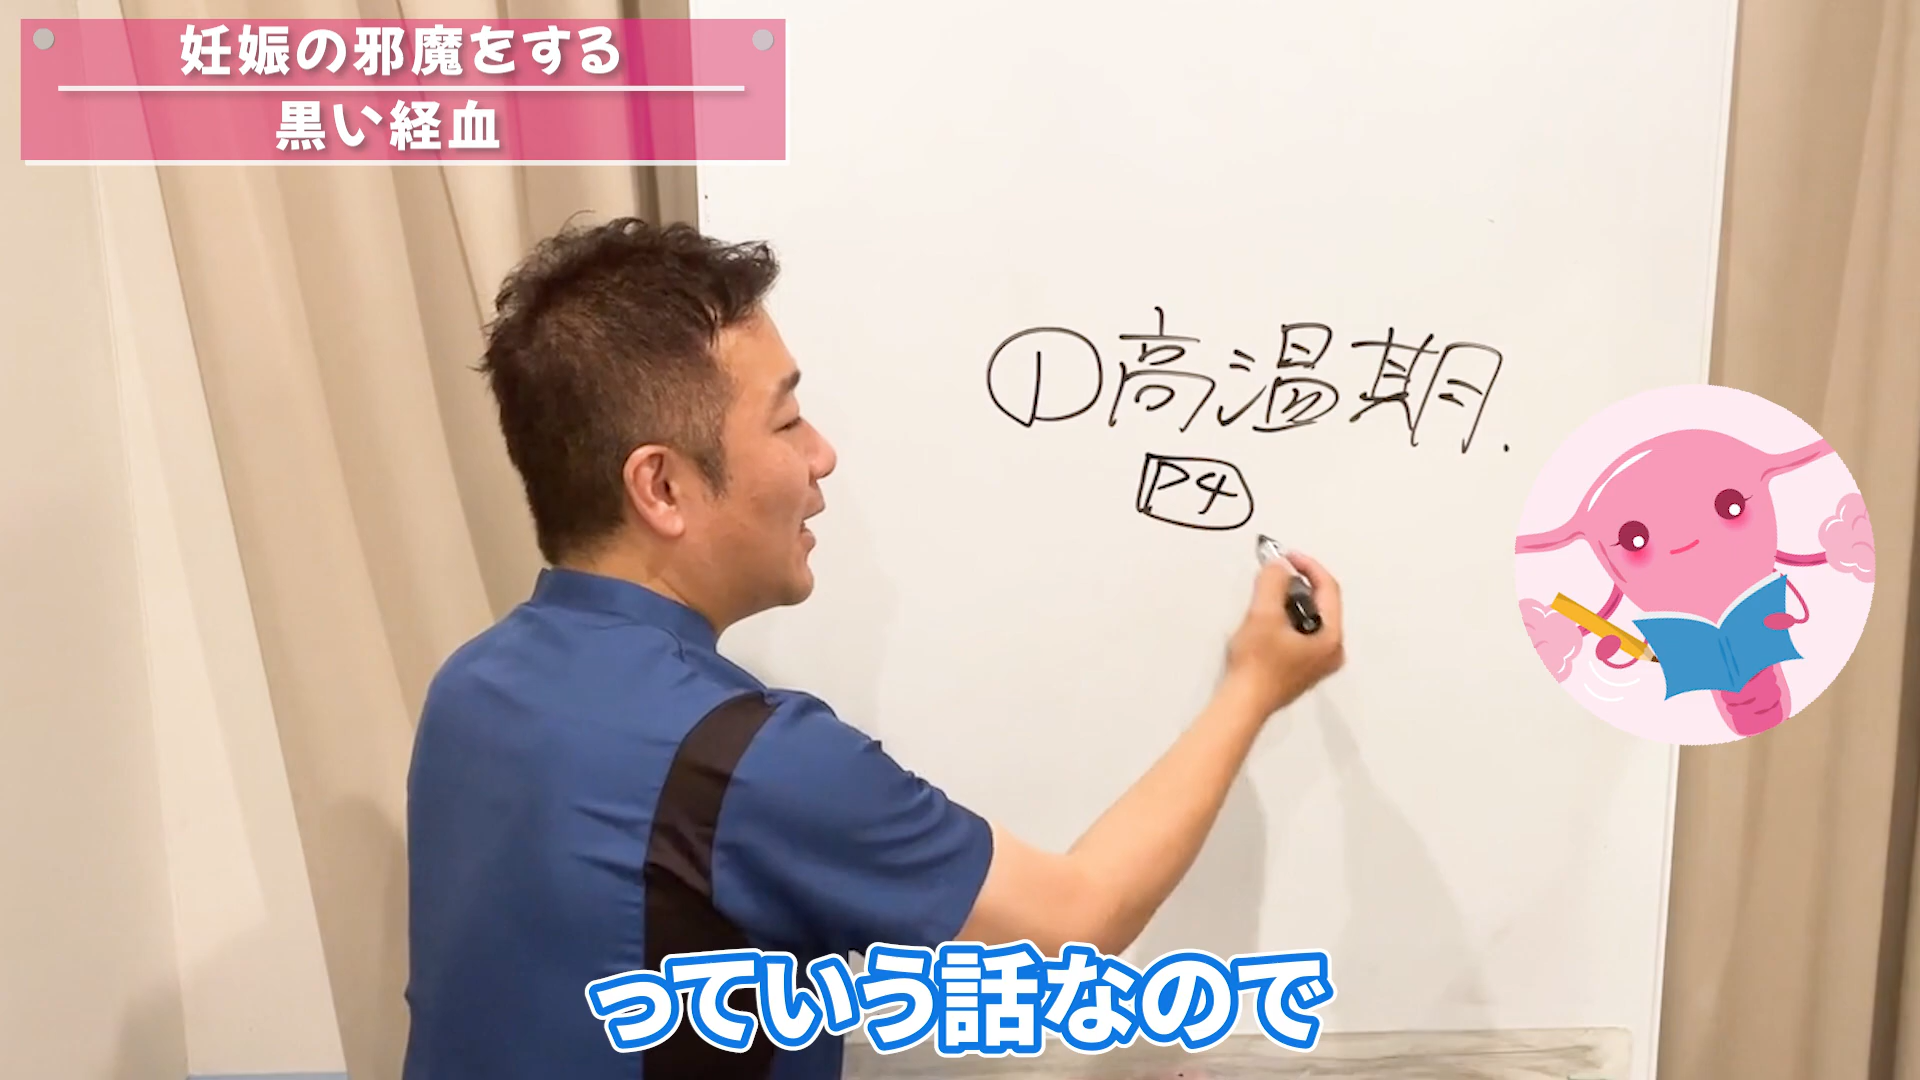 妊娠の邪魔をする
黒い経血
①高温期.
P4
っていう話なので